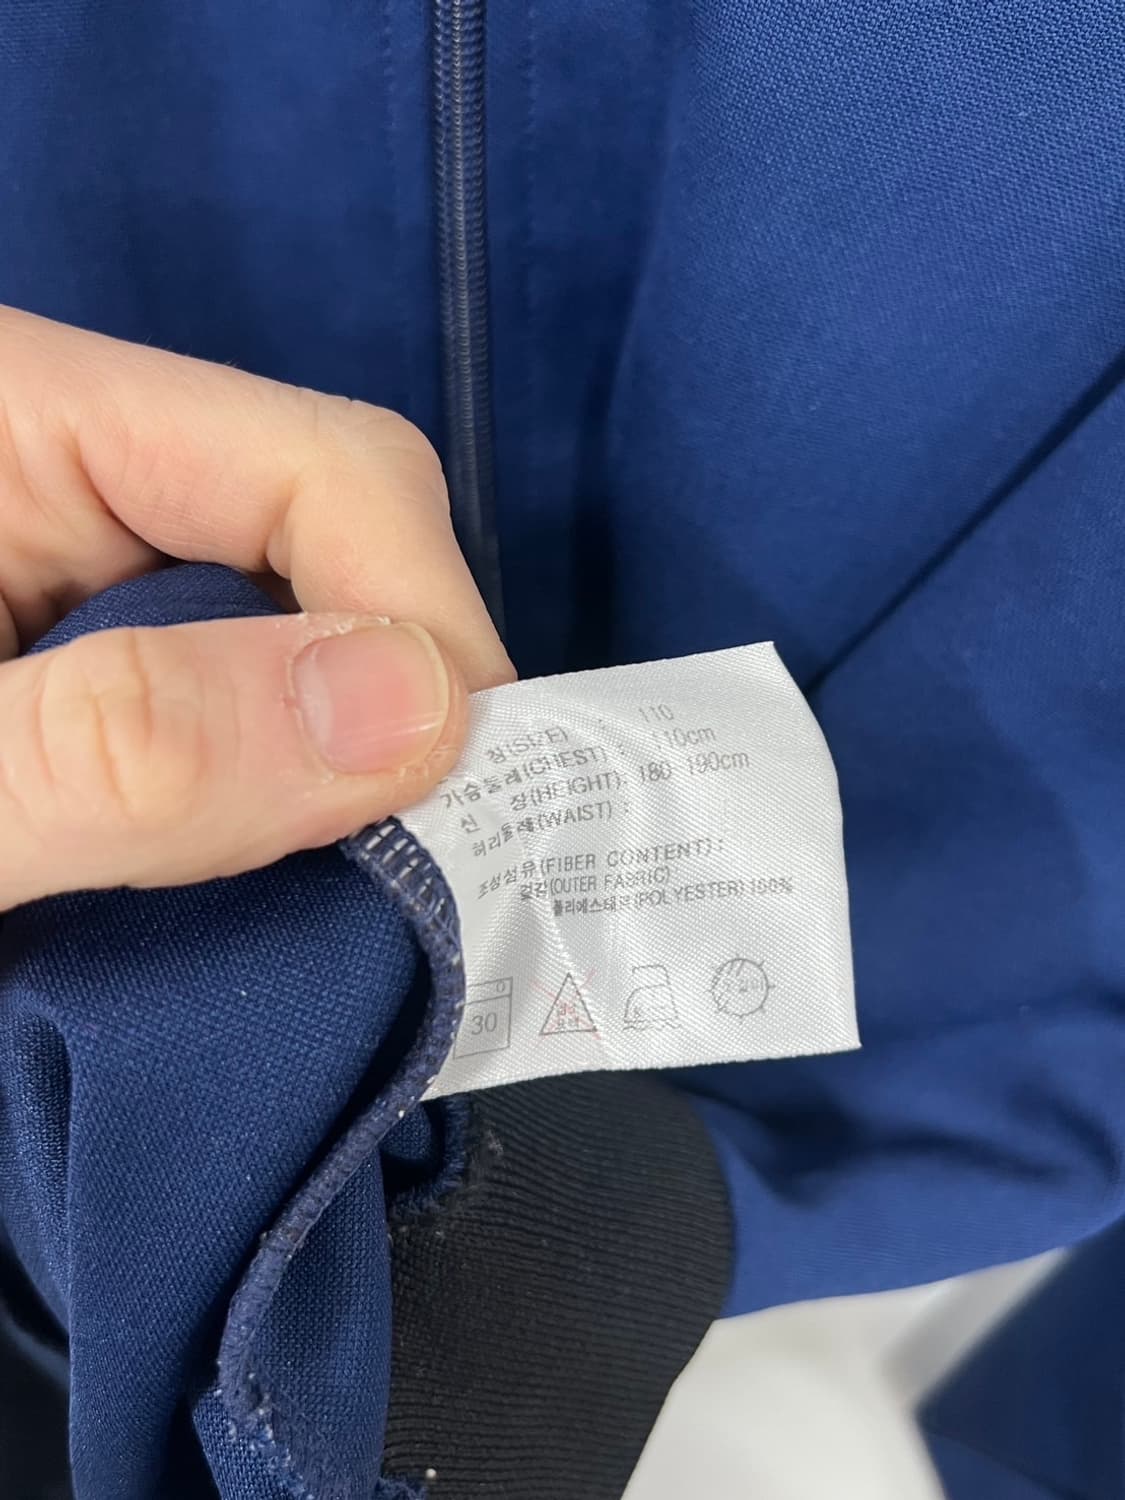 칭(SIZE) : 110
가슴둘레(CHEST) : 110cm
신 장(HEIGHT): 180-190cm
허리둘레(WAIST) :
조성섬유(FIBER CONTENT):
겉감(OUTER FABRIC)
폴리에스테르(POLYESTER) 100%
30